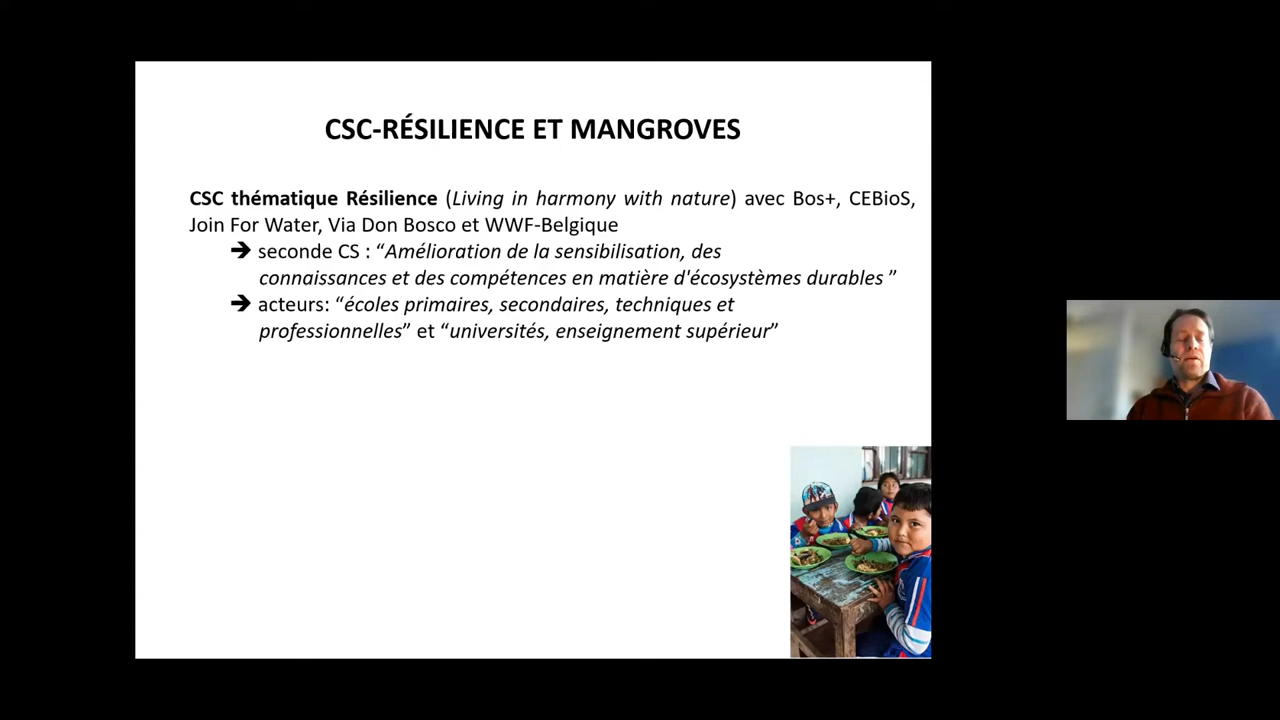 CSC-RÉSILIENCE ET MANGROVES
CSC thématique Résilience (Living in harmony with nature) avec Bos+, CEBioS,
Join For Water, Via Don Bosco et WWF-Belgique
➔ seconde CS : “Amélioration de la sensibilisation, des
connaissances et des compétences en matière d'écosystèmes durables ”
➔ acteurs: “écoles primaires, secondaires, techniques et
professionnelles” et “universités, enseignement supérieur”